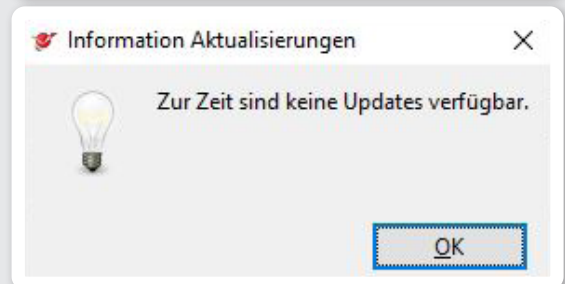 Information Aktualisierungen
Zur Zeit sind keine Updates verfügbar.
OK